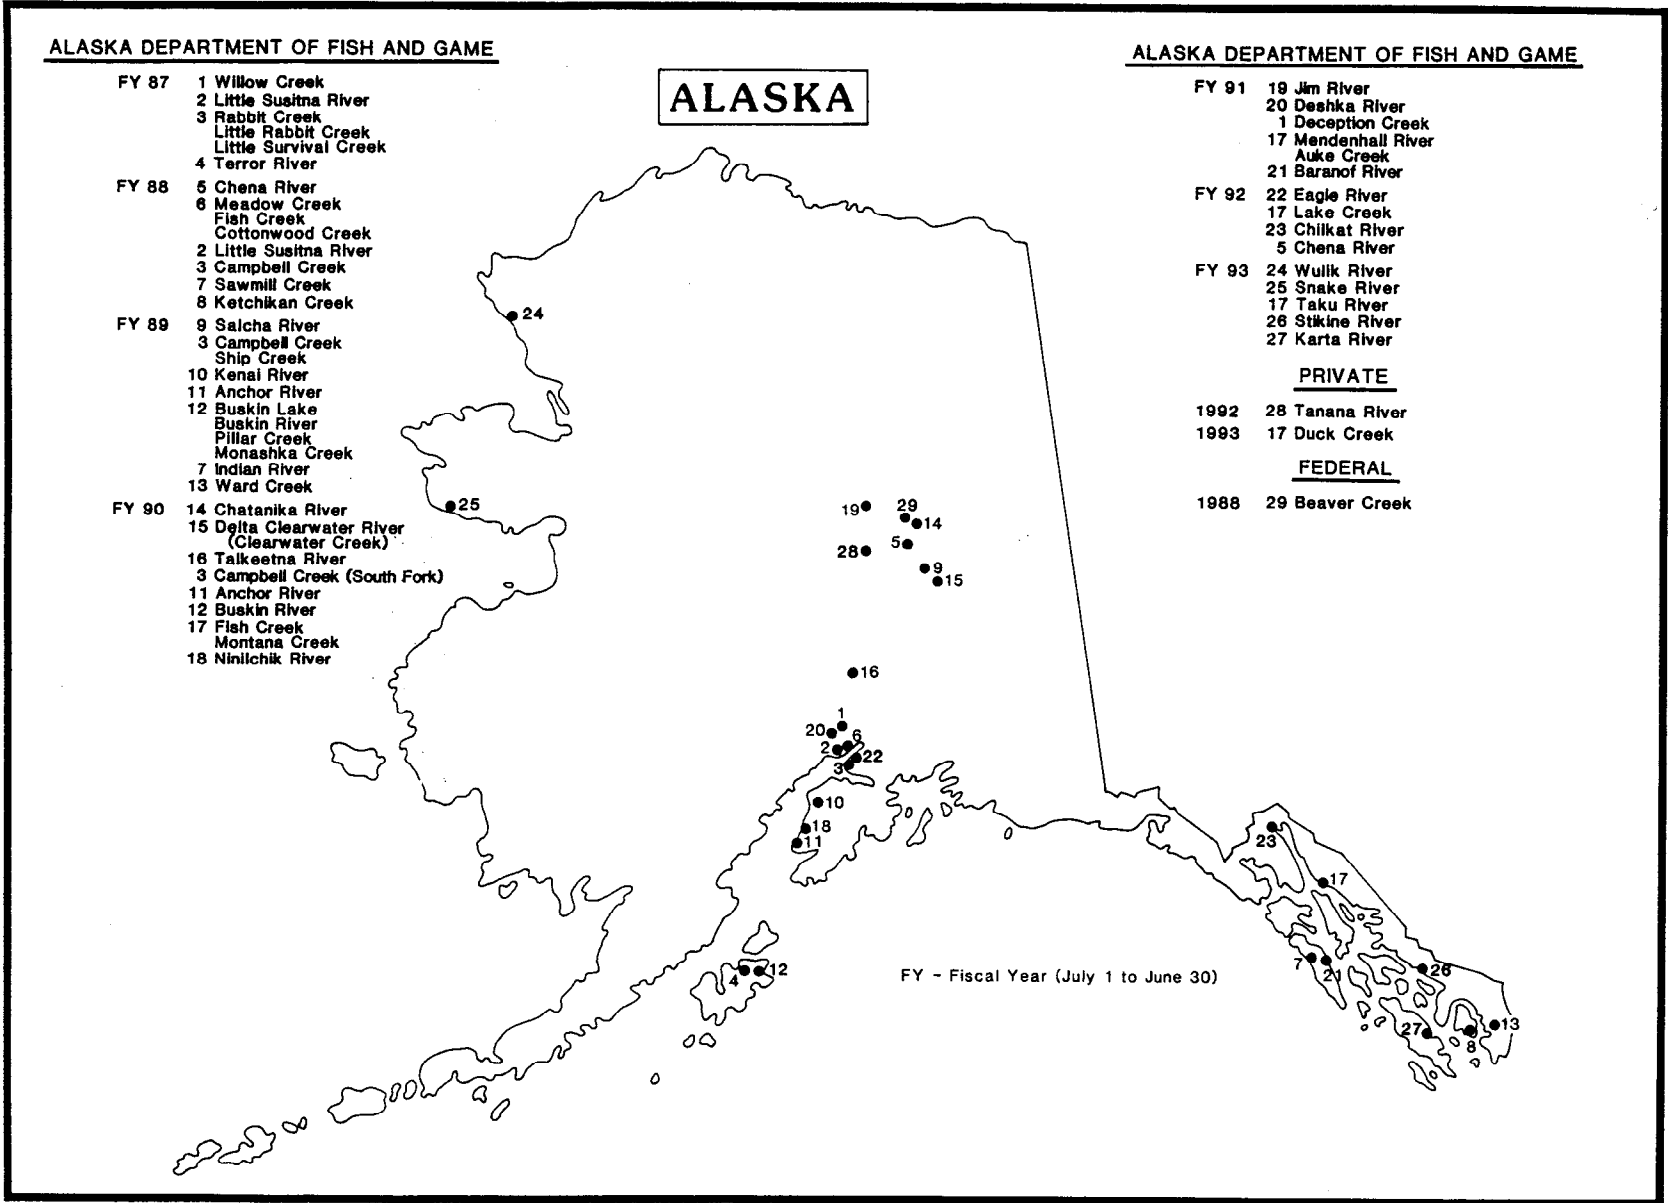 ALASKA DEPARTMENT OF FISH AND GAME
FY 87 1 Willow Creek
2 Little Susitna River
3 Rabbit Creek
Little Rabbit Creek
Little Survival Creek
4 Terror River
FY 88 5 Chena River
6 Meadow Creek
Fish Creek
Cottonwood Creek
2 Little Susitna River
3 Campbell Creek
7 Sawmill Creek
8 Ketchikan Creek
FY 89 9 Salcha River
3 Campbell Creek
Ship Creek
10 Kenai River
11 Anchor River
12 Buskin Lake
Buskin River
Pillar Creek
Monashka Creek
7 Indian River
13 Ward Creek
FY 90 14 Chatanika River
15 Delta Clearwater River
(Clearwater Creek)
16 Talkeetna River
3 Campbell Creek (South Fork)
11 Anchor River
12 Buskin River
17 Fish Creek
Montana Creek
18 Ninilchik River
ALASKA
ALASKA DEPARTMENT OF FISH AND GAME
FY 91 19 Jim River
20 Deshka River
1 Deception Creek
17 Mendenhall River
Auke Creek
21 Baranof River
FY 92 22 Eagle River
17 Lake Creek
23 Chilkat River
5 Chena River
FY 93 24 Wulik River
25 Snake River
17 Taku River
26 Stikine River
27 Karta River
PRIVATE
1992 28 Tanana River
1993 17 Duck Creek
FEDERAL
1988 29 Beaver Creek
24
25
19
29
14
5
28
9
15
16
1
20
6
2
22
3
10
18
11
23
17
4
12
FY - Fiscal Year (July 1 to June 30)
7
21
26
27
8
13